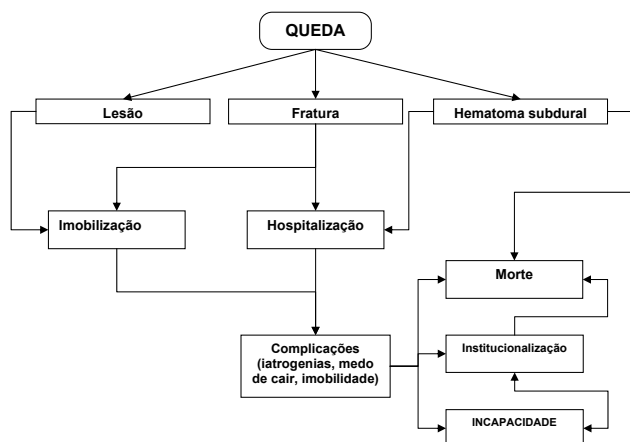 QUEDA
Lesão
Fratura
Hematoma subdural
Imobilização
Hospitalização
Morte
Complicações
(iatrogenias, medo
de cair, imobilidade)
Institucionalização
INCAPACIDADE